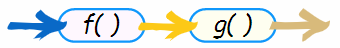 f( )
g( )